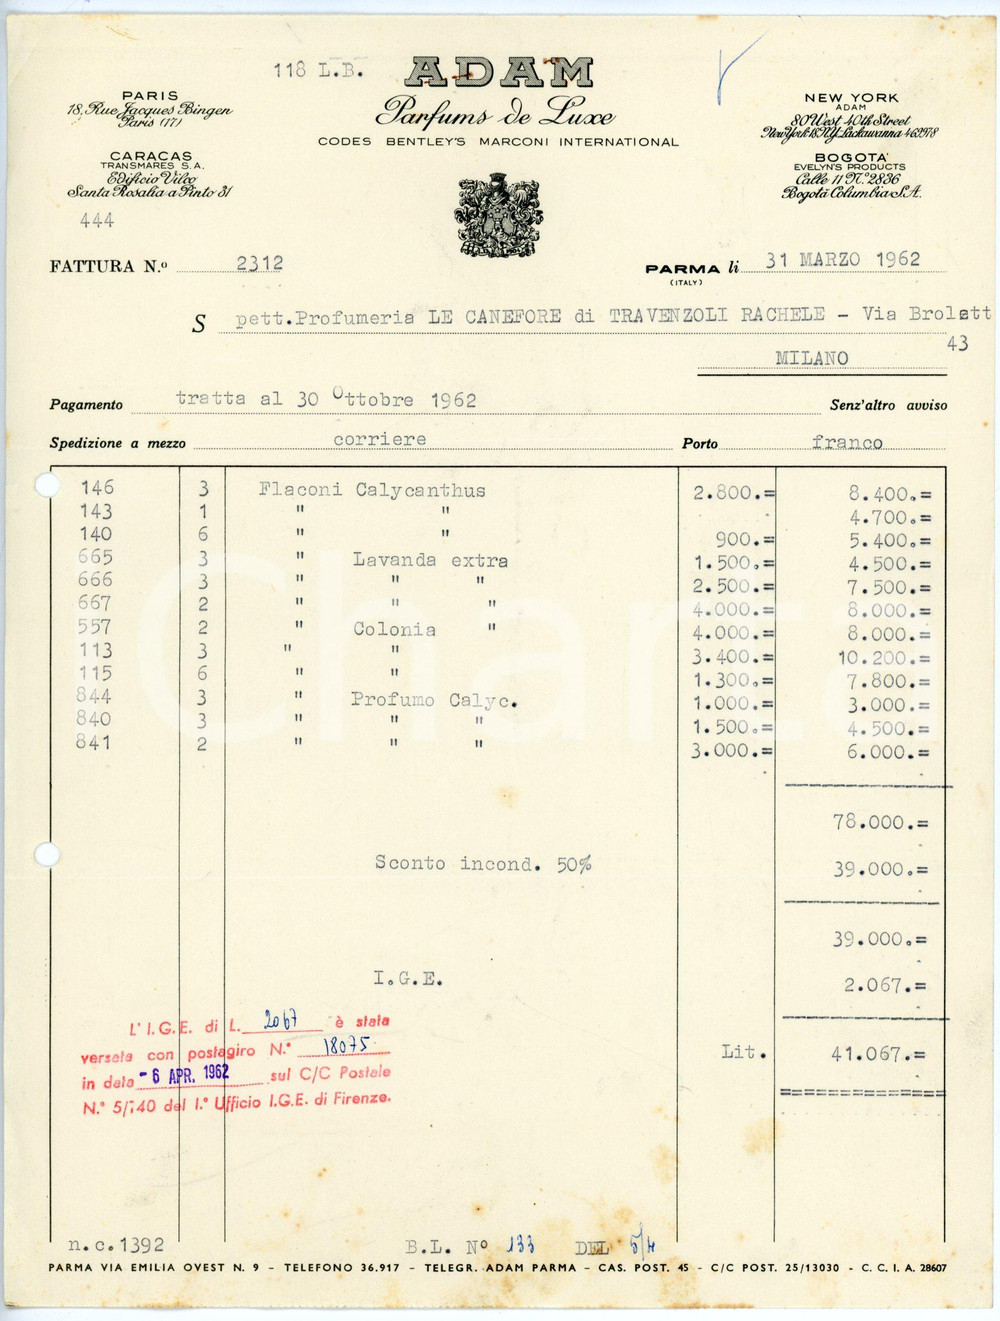 118 L.B.
ADAM
Parfums de Luxe
CODES BENTLEY'S MARCONI INTERNATIONAL
PARIS
18, Rue Jacques Bingen
Paris (17)
CARACAS
TRANSMARES S.A.
Edificio Vilco
Santa Rosalia a Pinto 31
444
NEW YORK
ADAM
80 West 40th Street
New York 18, N.Y. Lackawanna 4-6297/8
BOGOTA'
EVELYN'S PRODUCTS
Calle 11 N.° 2836
Bogotá Columbia S.A.
FATTURA N.° 2312
PARMA li 31 MARZO 1962
(ITALY)
Spett.Profumeria LE CANEFORE di TRAVENZOLI RACHELE - Via Brolett
43
MILANO
Pagamento tratta al 30 Ottobre 1962 Senz'altro avviso
Spedizione a mezzo corriere Porto franco
146 3 Flaconi Calycanthus 2.800.= 8.400.=
143 1 " " 4.700.=
140 6 " " 900.= 5.400.=
665 3 " Lavanda extra 1.500.= 4.500.=
666 3 " " " 2.500.= 7.500.=
667 2 " " " 4.000.= 8.000.=
557 2 " Colonia " 4.000.= 8.000.=
113 3 " " 3.400.= 10.200.=
115 6 " " 1.300.= 7.800.=
844 3 " Profumo Calyc. 1.000.= 3.000.=
840 3 " " " 1.500.= 4.500.=
841 2 " " " 3.000.= 6.000.=
78.000.=
Sconto incond. 50% 39.000.=
39.000.=
I.G.E. 2.067.=
Lit. 41.067.=
L' I.G.E. di L. 2067 è stata
versata con postagiro N.° 18075
in data - 6 APR. 1962 sul C/C Postale
N.° 5/740 del I.° Ufficio I.G.E. di Firenze.
n.c.1392
B.L. N° 133 DEL 5/4
PARMA VIA EMILIA OVEST N. 9 - TELEFONO 36.917 - TELEGR. ADAM PARMA - CAS. POST. 45 - C/C POST. 25/13030 - C. C. I. A. 28607